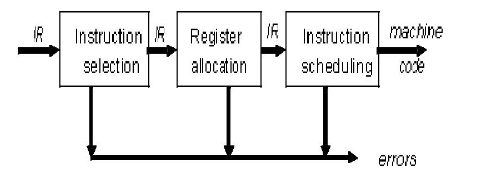 IR Instruction IR Register IR Instruction machine
selection allocation scheduling code
errors